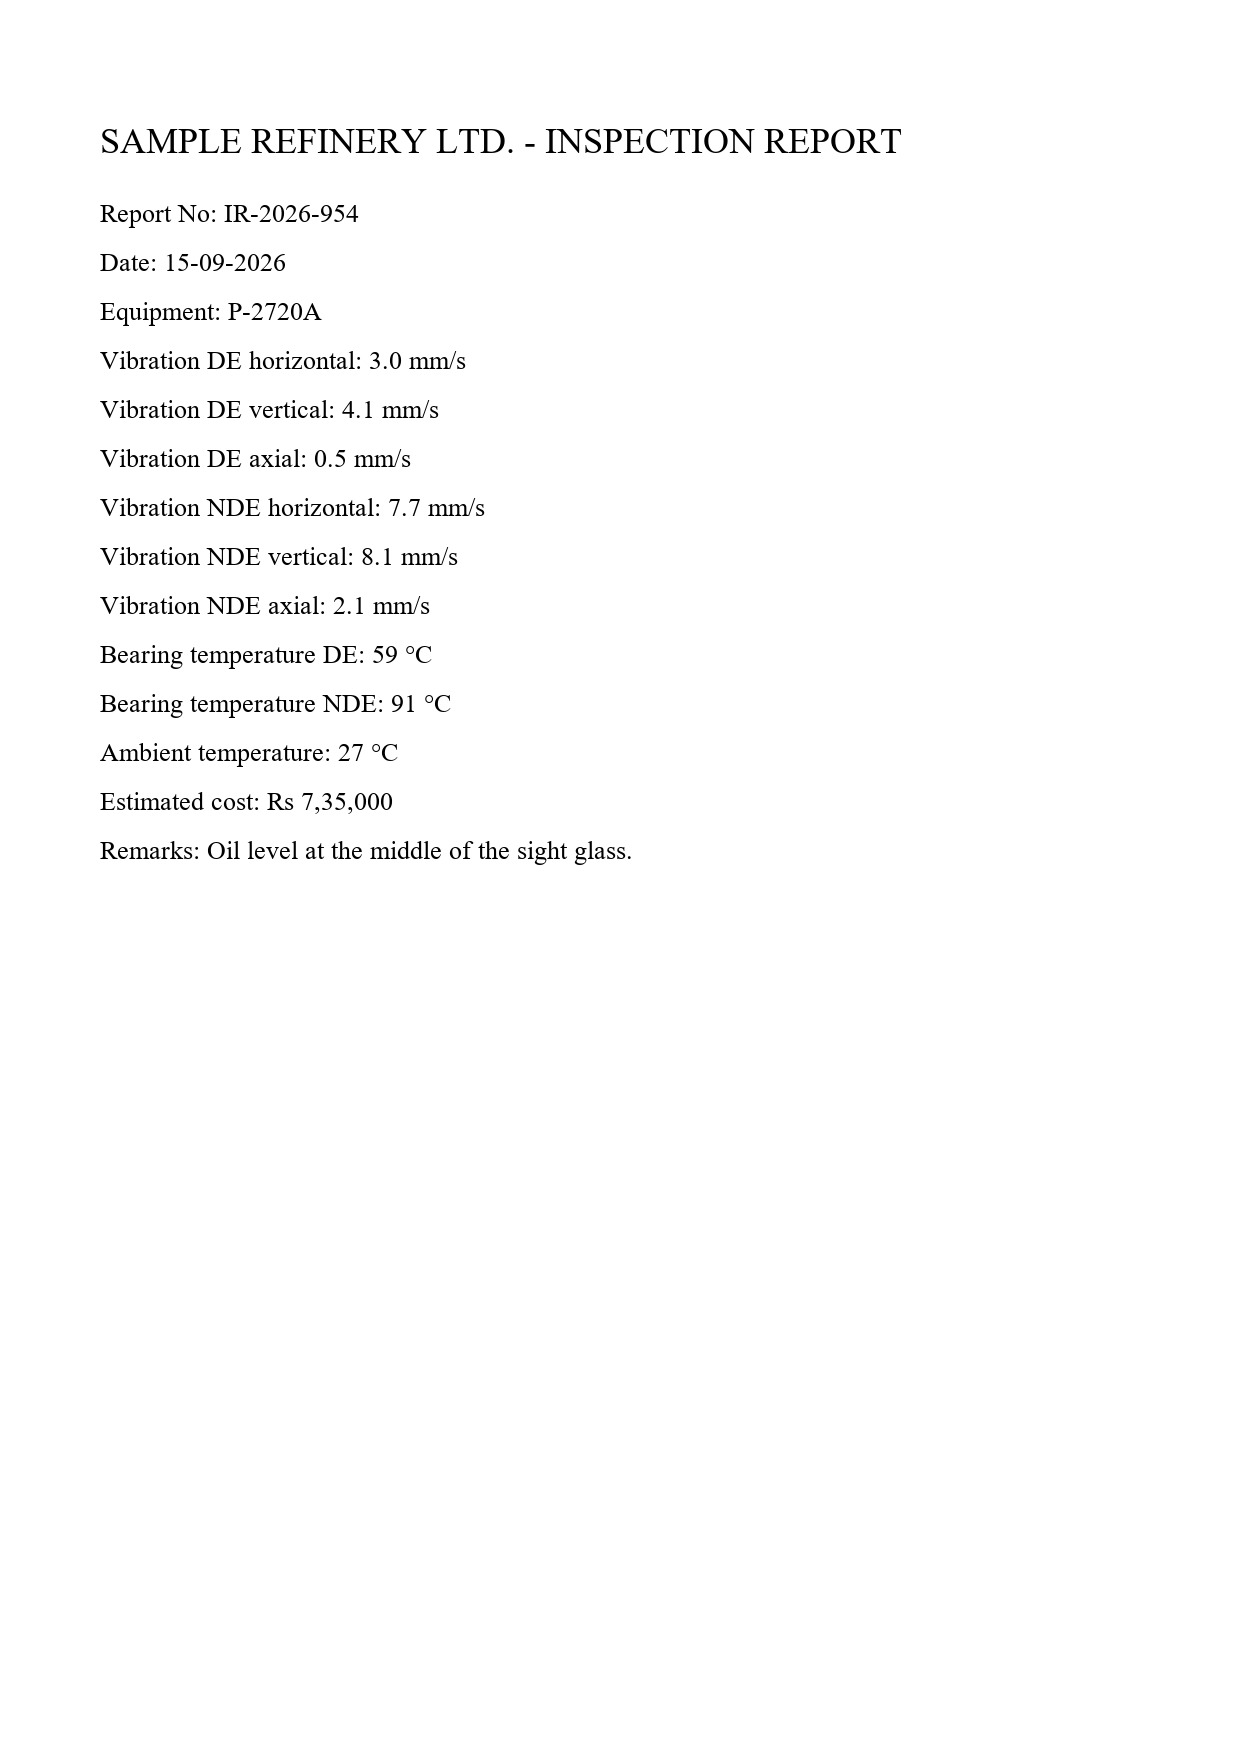 SAMPLE REFINERY LTD. - INSPECTION REPORT
Report No: IR-2026-954
Date: 15-09-2026
Equipment: P-2720A
Vibration DE horizontal: 3.0 mm/s
Vibration DE vertical: 4.1 mm/s
Vibration DE axial: 0.5 mm/s
Vibration NDE horizontal: 7.7 mm/s
Vibration NDE vertical: 8.1 mm/s
Vibration NDE axial: 2.1 mm/s
Bearing temperature DE: 59 °C
Bearing temperature NDE: 91 °C
Ambient temperature: 27 °C
Estimated cost: Rs 7,35,000
Remarks: Oil level at the middle of the sight glass.